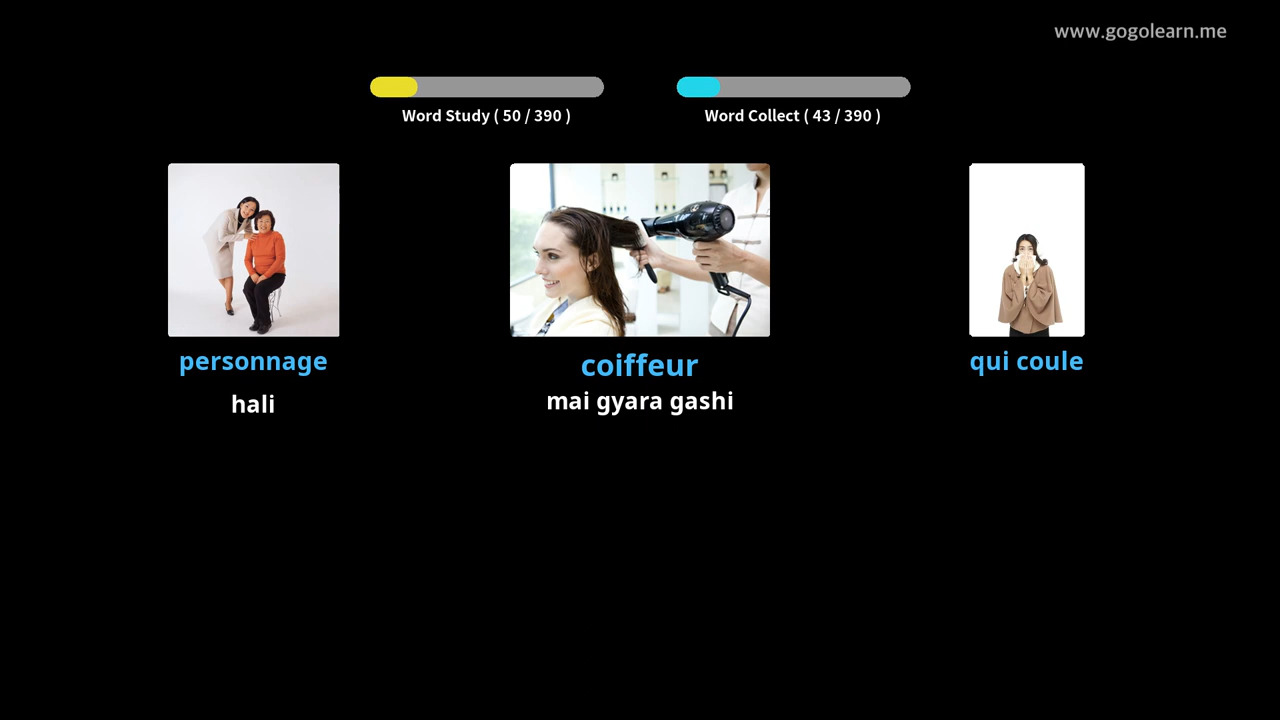 www.gogolearn.me
Word Study ( 50 / 390 )
Word Collect ( 43 / 390 )
personnage
hali
coiffeur
mai gyara gashi
qui coule